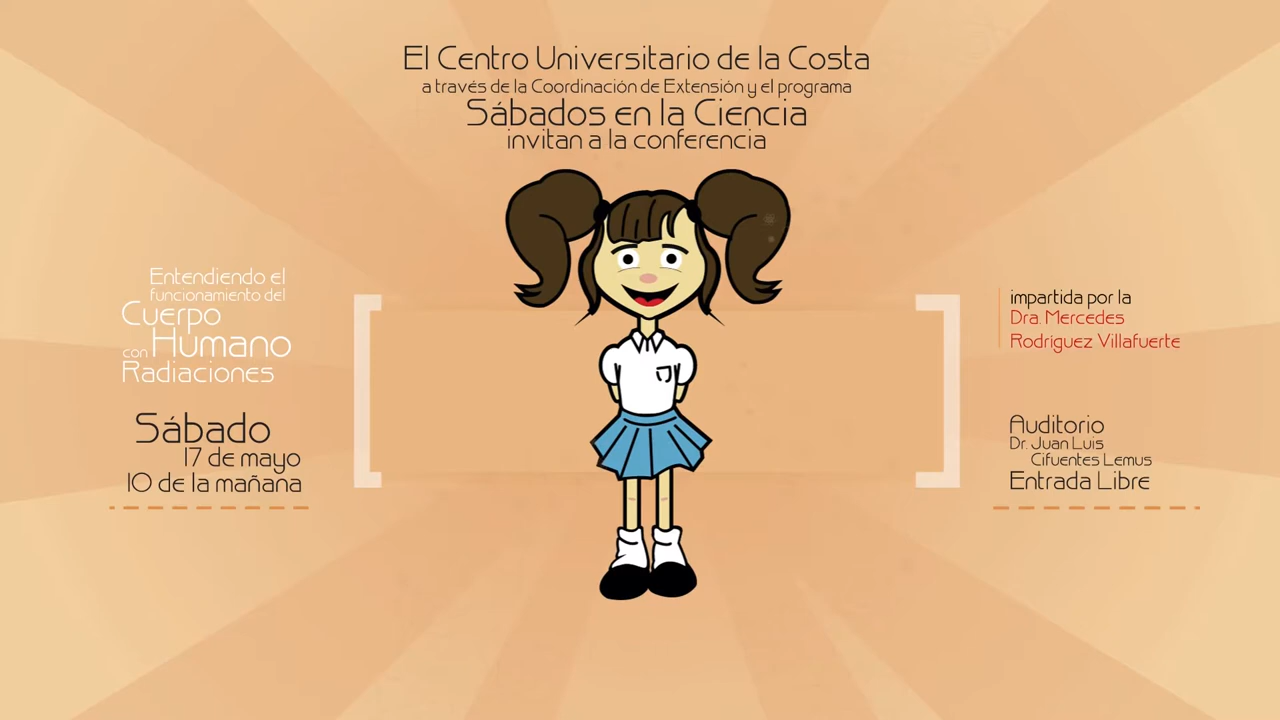 El Centro Universitario de la Costa
a través de la Coordinación de Extensión y el programa
Sábados en la Ciencia
invitan a la conferencia
Entendiendo el
funcionamiento del
Cuerpo
con Humano
Radiaciones
Sábado
17 de mayo
10 de la mañana
impartida por la
Dra. Mercedes
Rodríguez Villafuerte
Auditorio
Dr. Juan Luis
Cifuentes Lemus
Entrada Libre